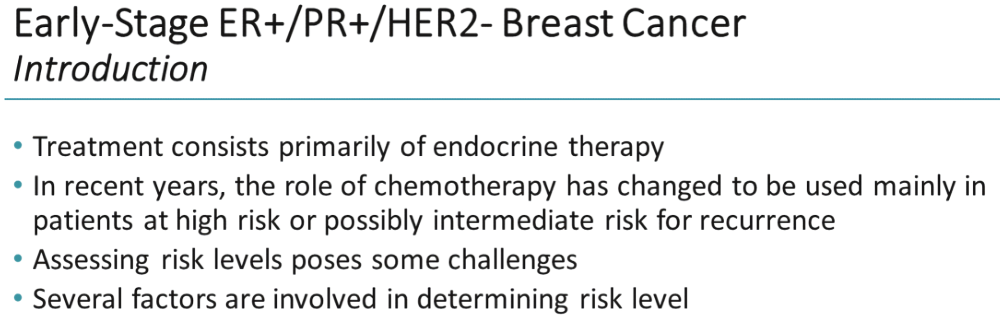 Early-Stage ER+/PR+/HER2- Breast Cancer
Introduction
• Treatment consists primarily of endocrine therapy
• In recent years, the role of chemotherapy has changed to be used mainly in
patients at high risk or possibly intermediate risk for recurrence
• Assessing risk levels poses some challenges
• Several factors are involved in determining risk level